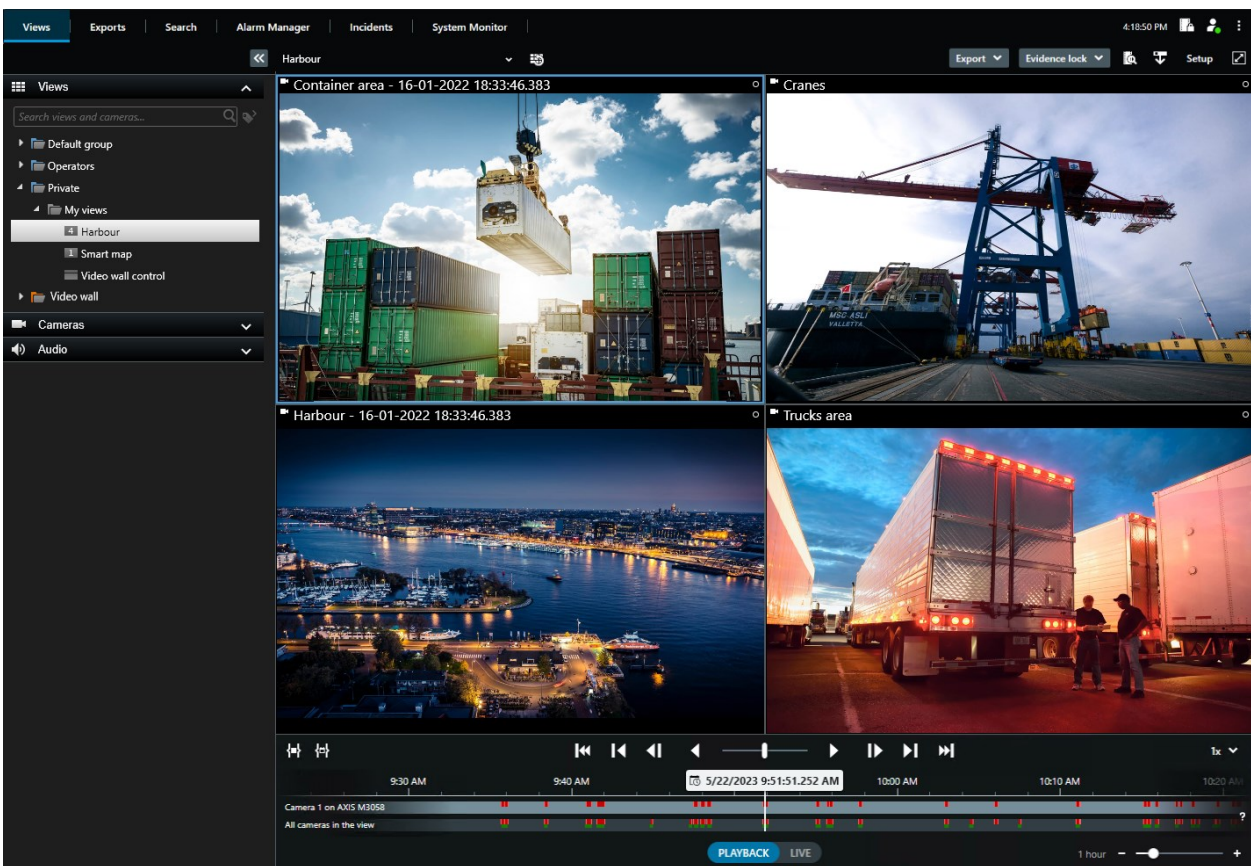 Views Exports Search Alarm Manager Incidents System Monitor 4:18:50 PM
Harbour Export Evidence lock Setup
Views
Search views and cameras...
Default group
Operators
Private
My views
4 Harbour
1 Smart map
Video wall control
Video wall
Cameras
Audio
Container area - 16-01-2022 18:33:46.383
Cranes
MSC ASLI
VALLETTA
Harbour - 16-01-2022 18:33:46.383
Trucks area
1x
9:30 AM 9:40 AM 5/22/2023 9:51:51.252 AM 10:00 AM 10:10 AM 10:20 AM
Camera 1 on AXIS M3058
All cameras in the view
?
PLAYBACK LIVE 1 hour